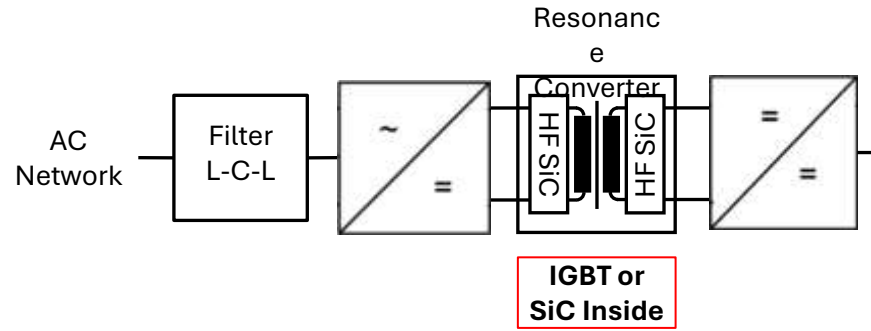 Resonanc
e
Converter
AC
Network
Filter
L-C-L
~
=
HF SiC
HF SiC
=
=
IGBT or
SiC Inside